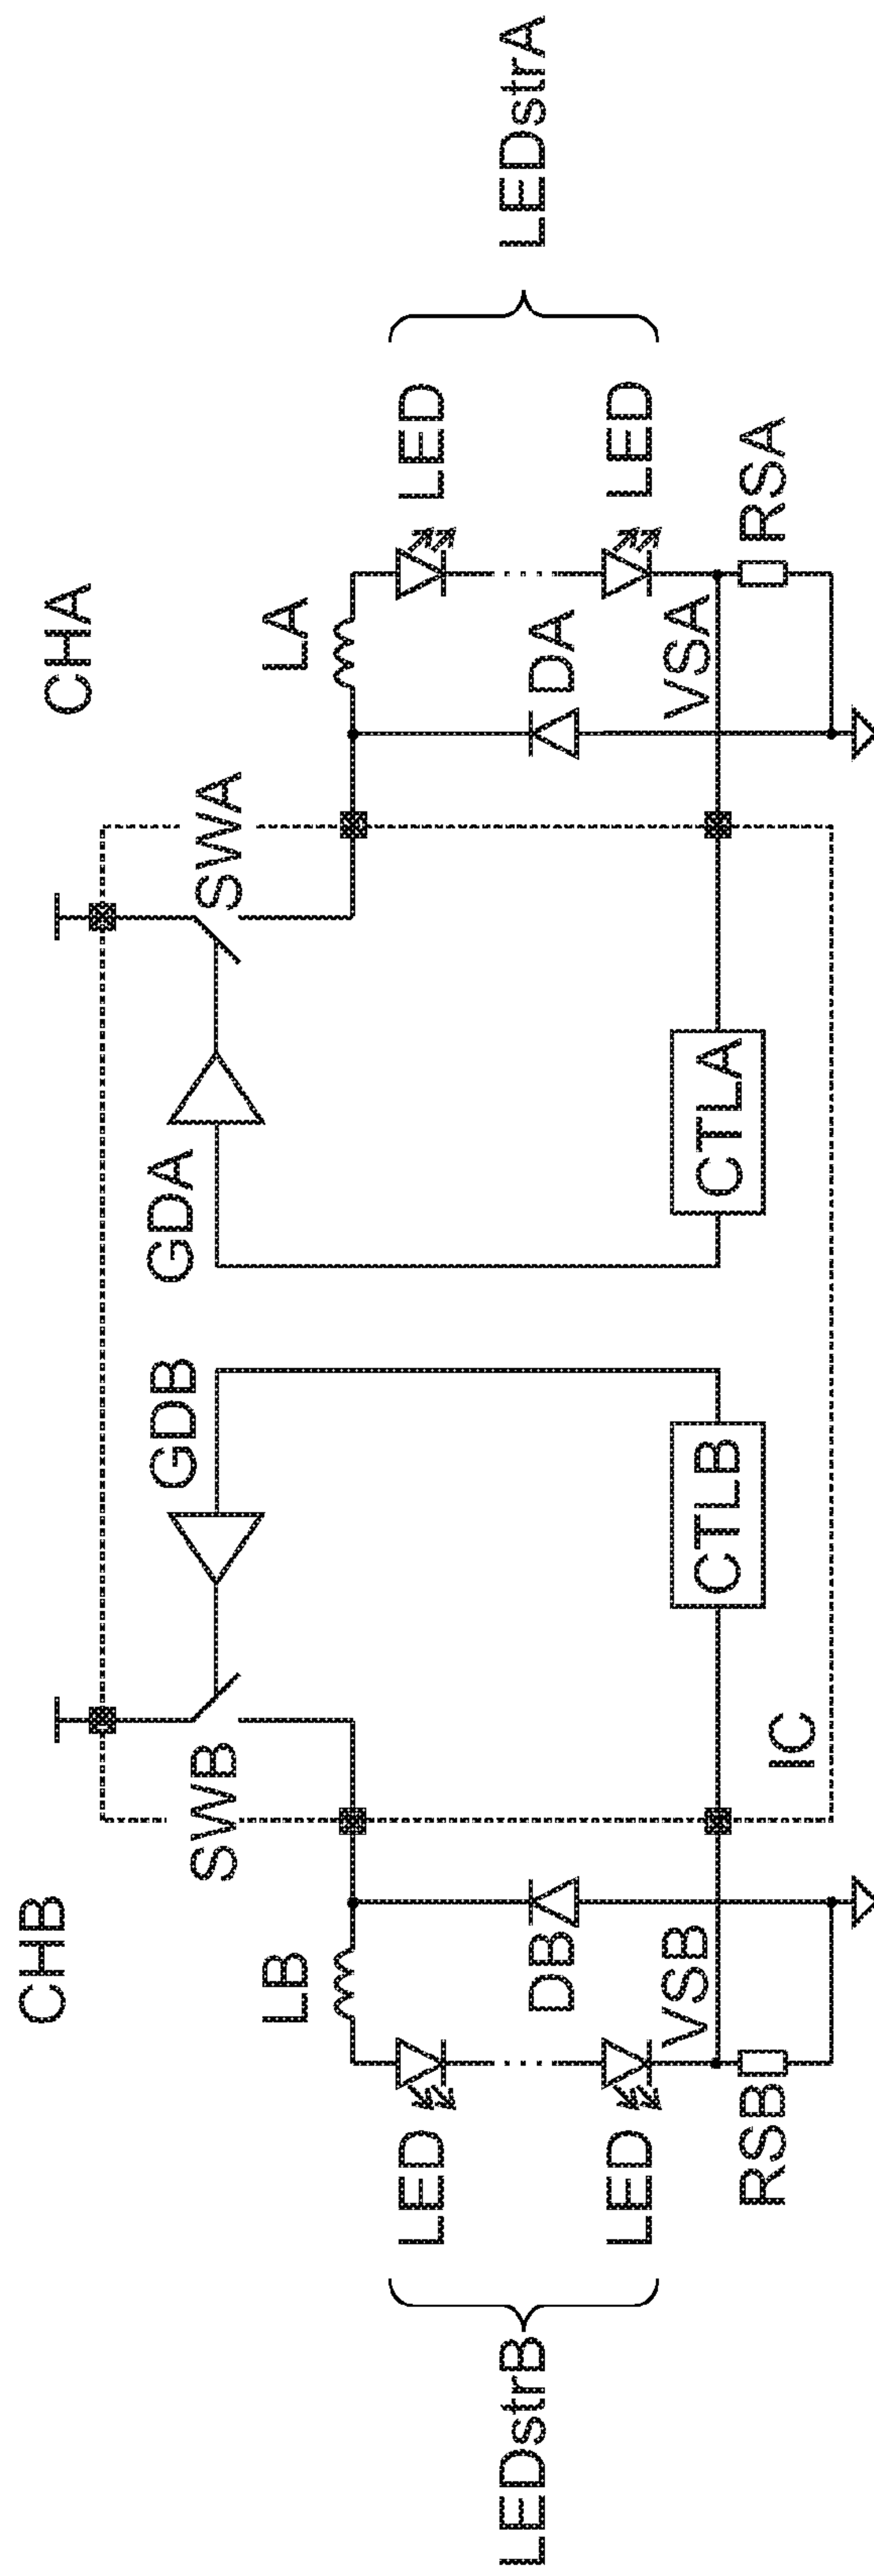 CHB
CHA
SWB
GDB
GDA
SWA
LB
LA
LEDstrB
LED
LED
DB
DA
LED
LED
LEDstrA
RSB
VSB
CTLB
CTLA
VSA
RSA
IC